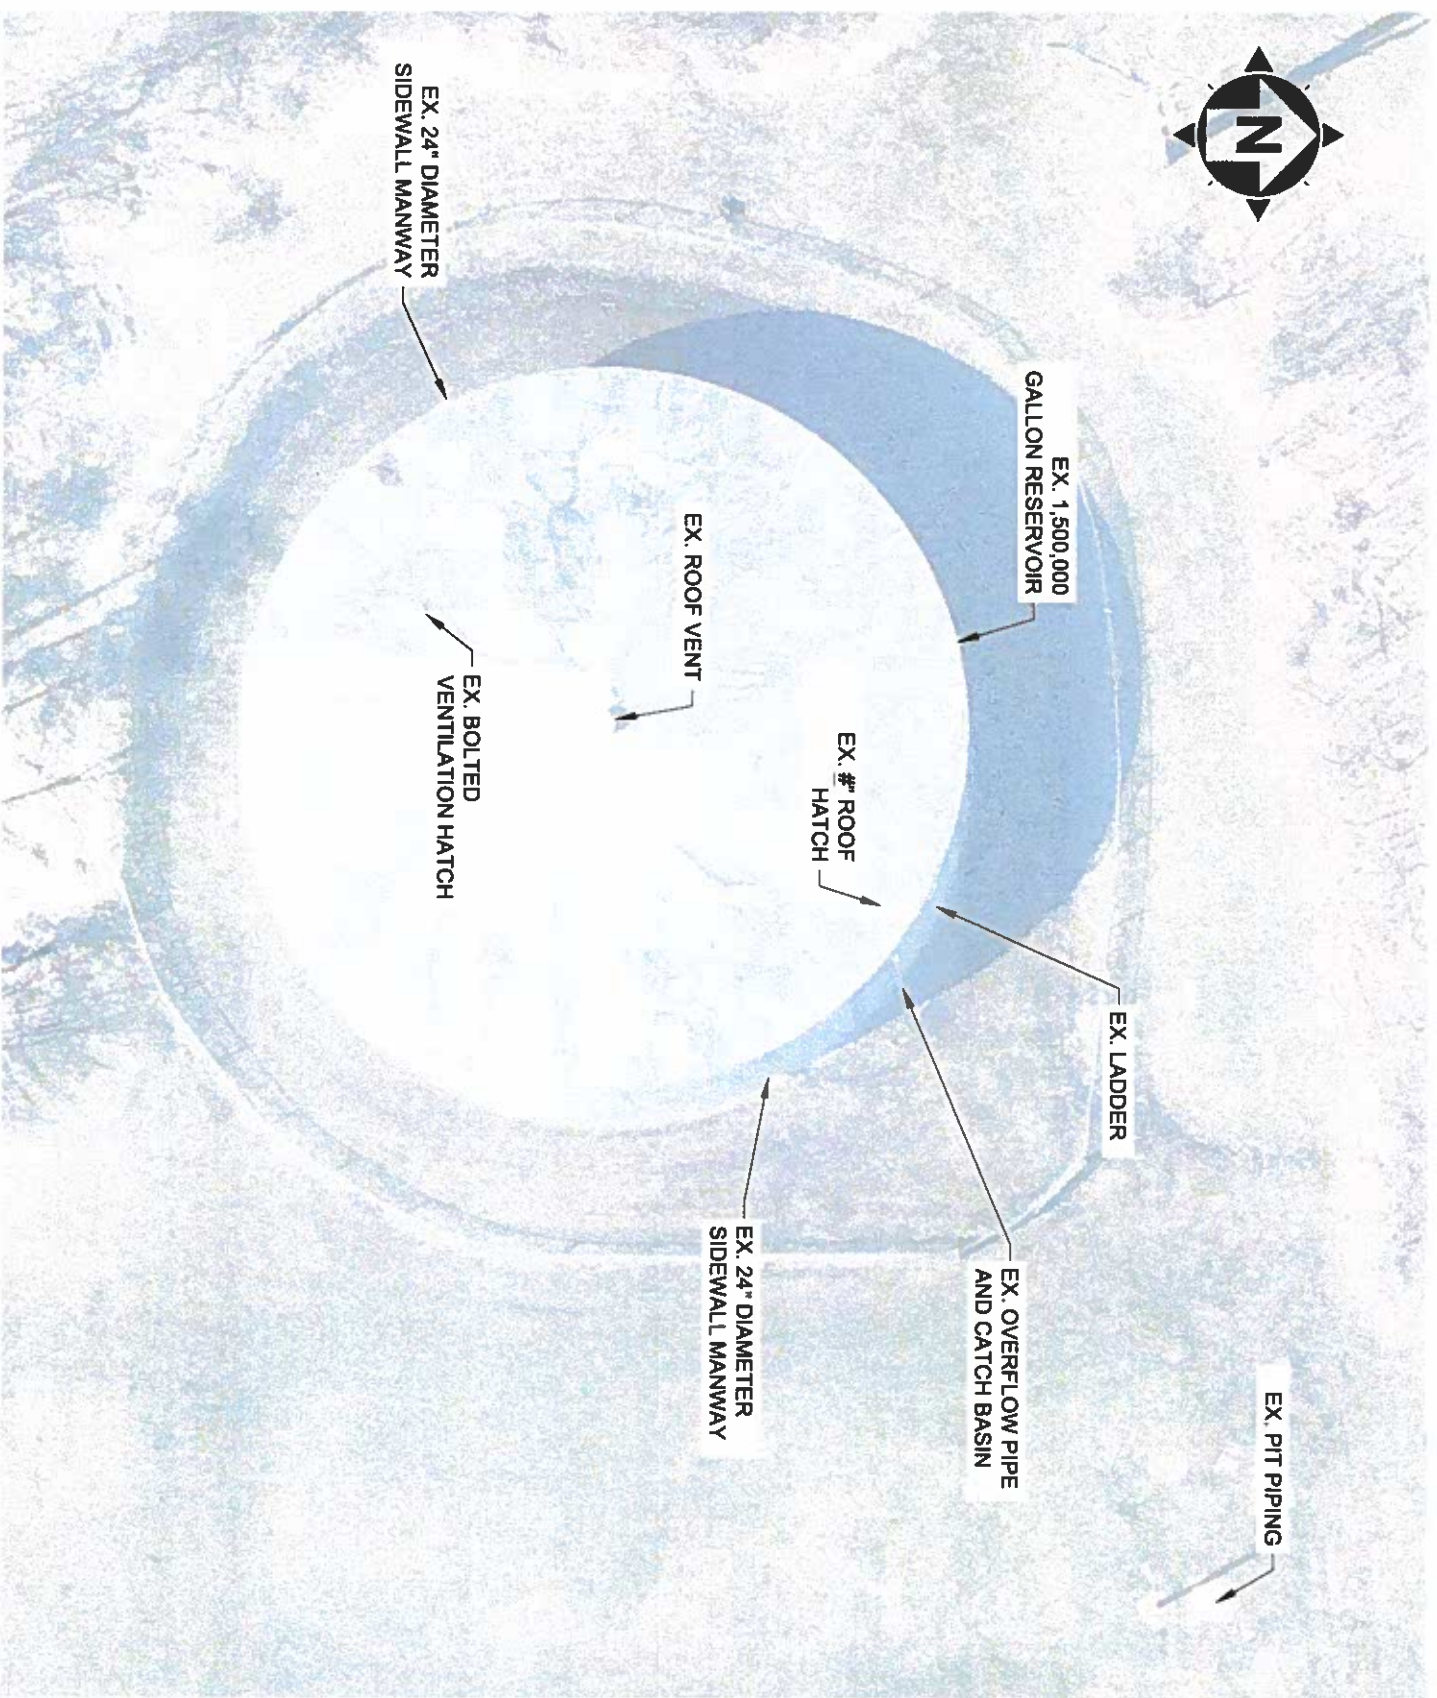 N
EX. 1,500,000
GALLON RESERVOIR
EX. LADDER
EX. PIT PIPING
EX. OVERFLOW PIPE
AND CATCH BASIN
EX. #" ROOF
HATCH
EX. 24" DIAMETER
SIDEWALL MANWAY
EX. ROOF VENT
EX. BOLTED
VENTILATION HATCH
EX. 24" DIAMETER
SIDEWALL MANWAY